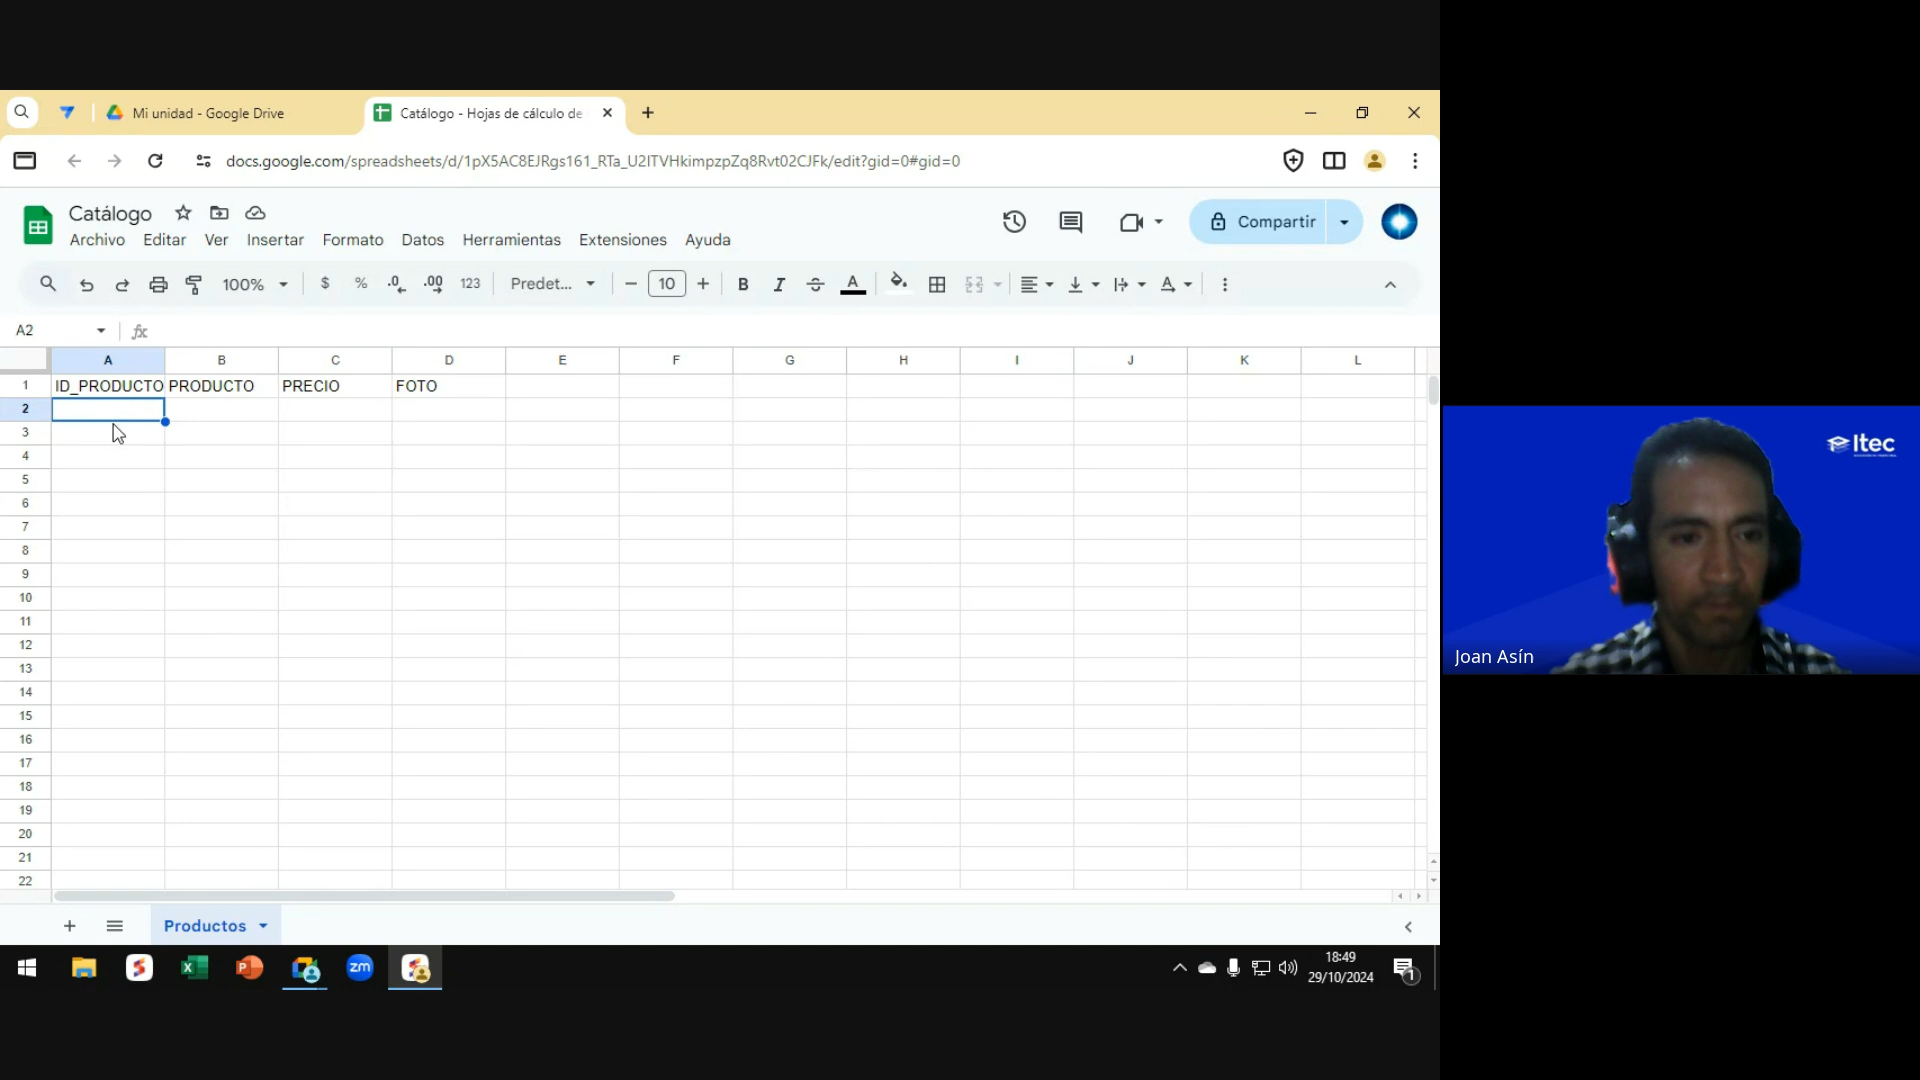 Mi unidad - Google Drive
Catálogo - Hojas de cálculo de
docs.google.com/spreadsheets/d/1pX5AC8EJRgs161_RTa_U2ITVHkimpzpZq8Rvt02CJFk/edit?gid=0#gid=0
Catálogo
Archivo Editar Ver Insertar Formato Datos Herramientas Extensiones Ayuda
Compartir
100% $ % .0 .00 123 Predet... 10 B I S A A
A2 fx
A B C D E F G H I J K L
1 ID_PRODUCTO PRODUCTO PRECIO FOTO
2
3
4
5
6
7
8
9
10
11
12
13
14
15
16
17
18
19
20
21
22
Productos
18:49
29/10/2024
1
zm
Itec
Joan Asín